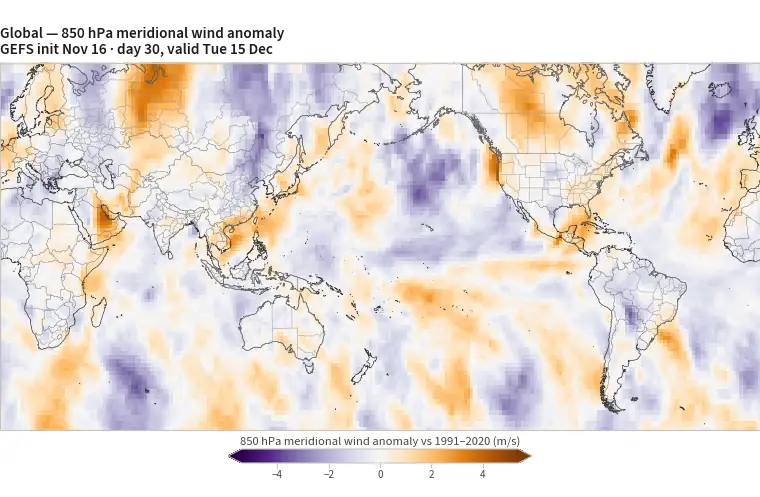 Global — 850 hPa meridional wind anomaly
GEFS init Nov 16 · day 30, valid Tue 15 Dec
850 hPa meridional wind anomaly vs 1991–2020 (m/s)
−4 −2 0 2 4